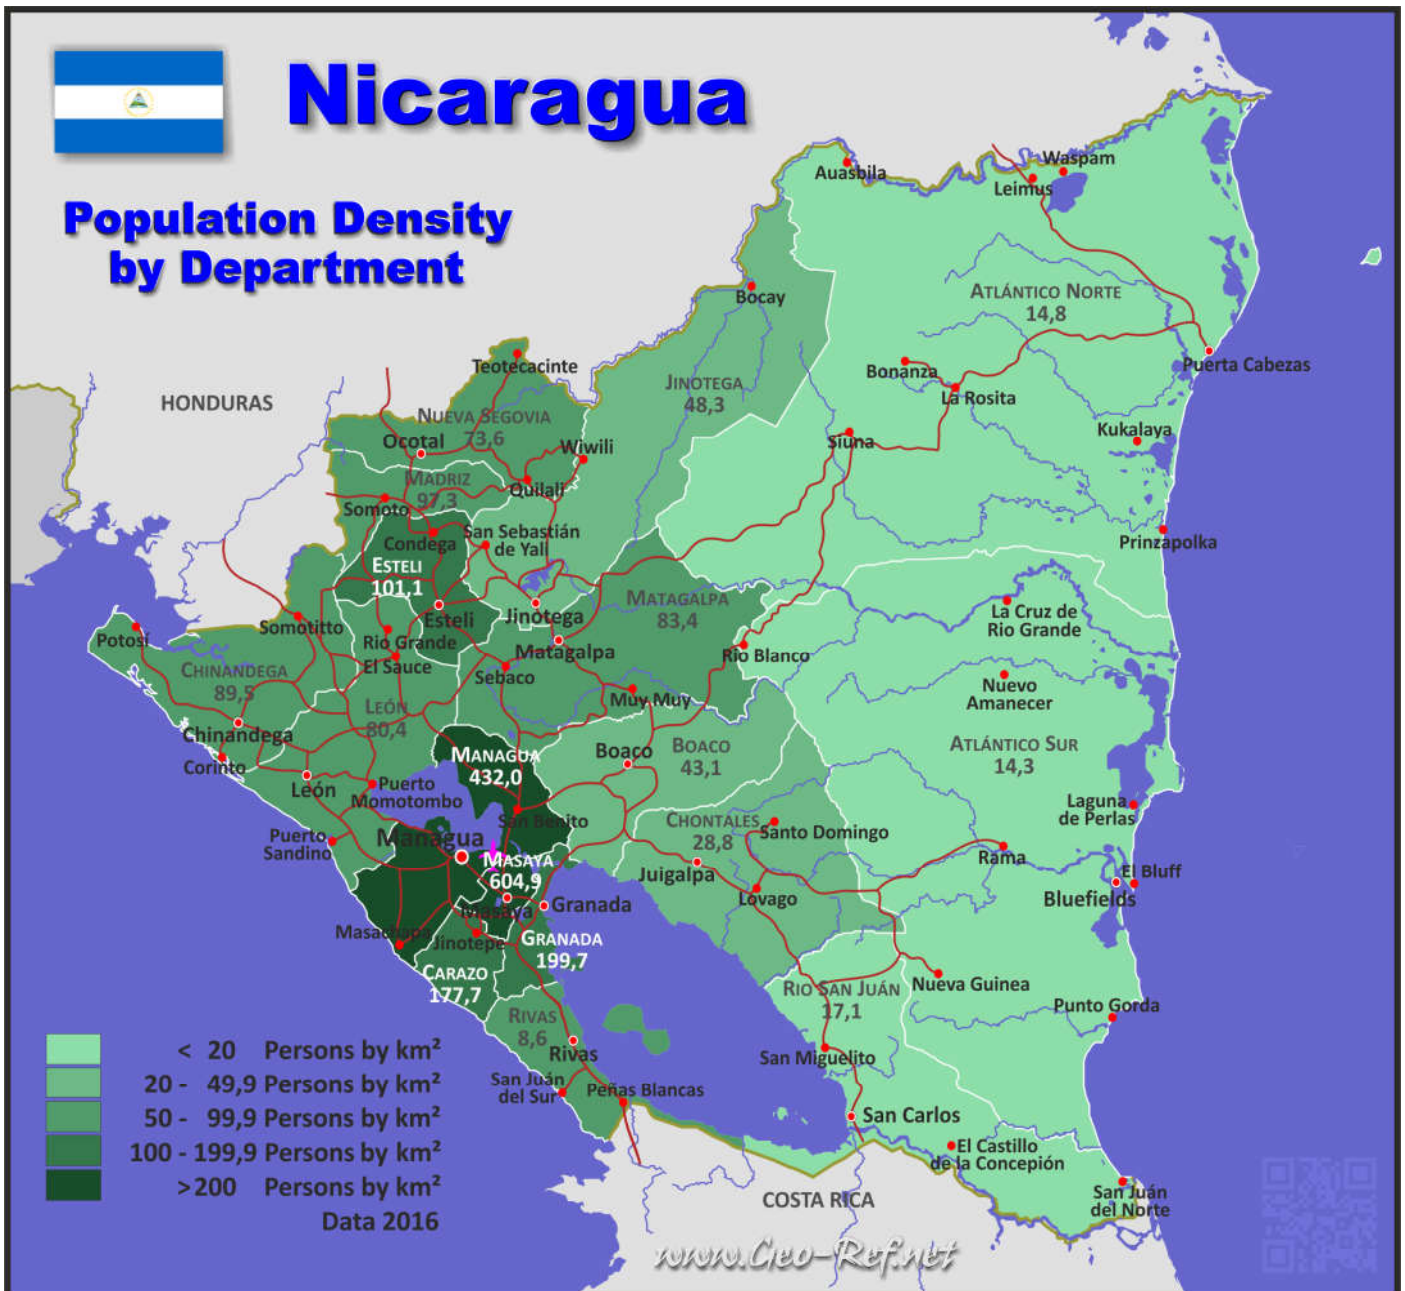 Nicaragua
Population Density
by Department
Auasbila
Waspam
Leimus
Bocay
ATLÁNTICO NORTE
14,8
Teotecacinte
Puerta Cabezas
Bonanza
La Rosita
JINOTEGA
48,3
HONDURAS
NUEVA SEGOVIA
73,6
Ocotal
Wiwili
Siuna
Kukalaya
MADRIZ
97,3
Quilali
Somoto
San Sebastián
de Yali
Condega
Prinzapolka
ESTELI
101,1
MATAGALPA
83,4
La Cruz de
Rio Grande
Jinotega
Esteli
Somotitto
Potosí
Rio Grande
El Sauce
Matagalpa
Rio Blanco
Sebaco
CHINANDEGA
89,5
Muy Muy
Nuevo
Amanecer
LEÓN
80,4
Chinandega
Corinto
MANAGUA
432,0
Boaco
BOACO
43,1
ATLÁNTICO SUR
14,3
León
Puerto
Momotombo
Laguna
de Perlas
San Benito
CHONTALES
28,8
Santo Domingo
Puerto
Sandino
Managua
MASAYA
604,9
Rama
Juigalpa
El Bluff
Lovago
Bluefields
Masaya
Granada
Masachapa
Jinotepe
GRANADA
199,7
CARAZO
177,7
RIO SAN JUÁN
17,1
Nueva Guinea
Punto Gorda
RIVAS
8,6
Rivas
San Miguelito
San Juán
del Sur
Peñas Blancas
San Carlos
El Castillo
de la Concepión
San Juán
del Norte
COSTA RICA
< 20 Persons by km²
20 - 49,9 Persons by km²
50 - 99,9 Persons by km²
100 - 199,9 Persons by km²
>200 Persons by km²
Data 2016
www.Geo-Ref.net